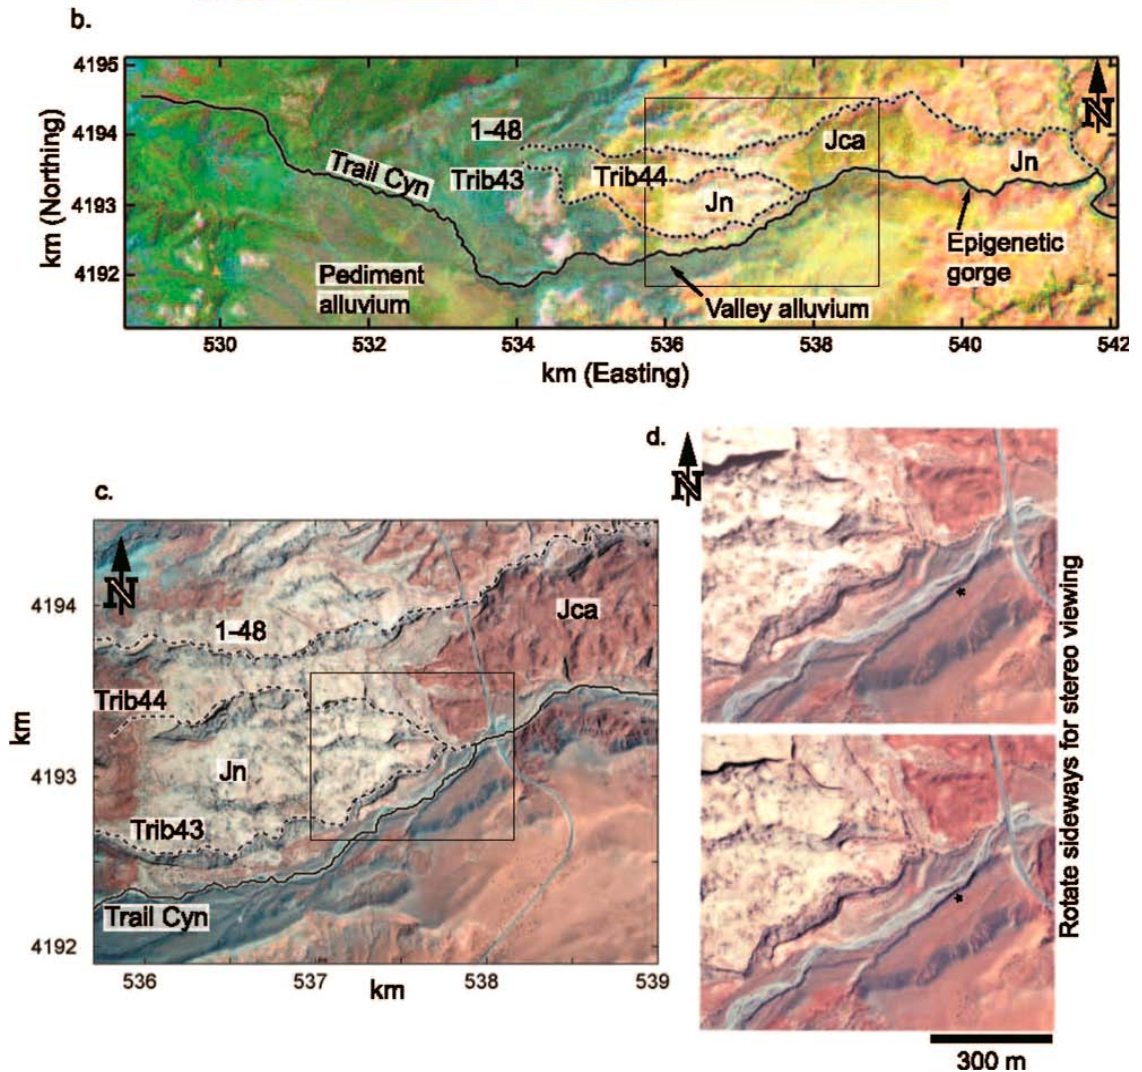 b.
4195
4194
4193
4192
km (Northing)
N
1-48
Trail Cyn
Trib43
Trib44
Jca
Jn
Jn
Epigenetic
gorge
Pediment
alluvium
Valley alluvium
530
532
534
536
538
540
542
km (Easting)
c.
N
4194
4193
4192
km
1-48
Jca
Trib44
Jn
Trib43
Trail Cyn
536
537
538
539
km
d.
N
*
*
Rotate sideways for stereo viewing
300 m